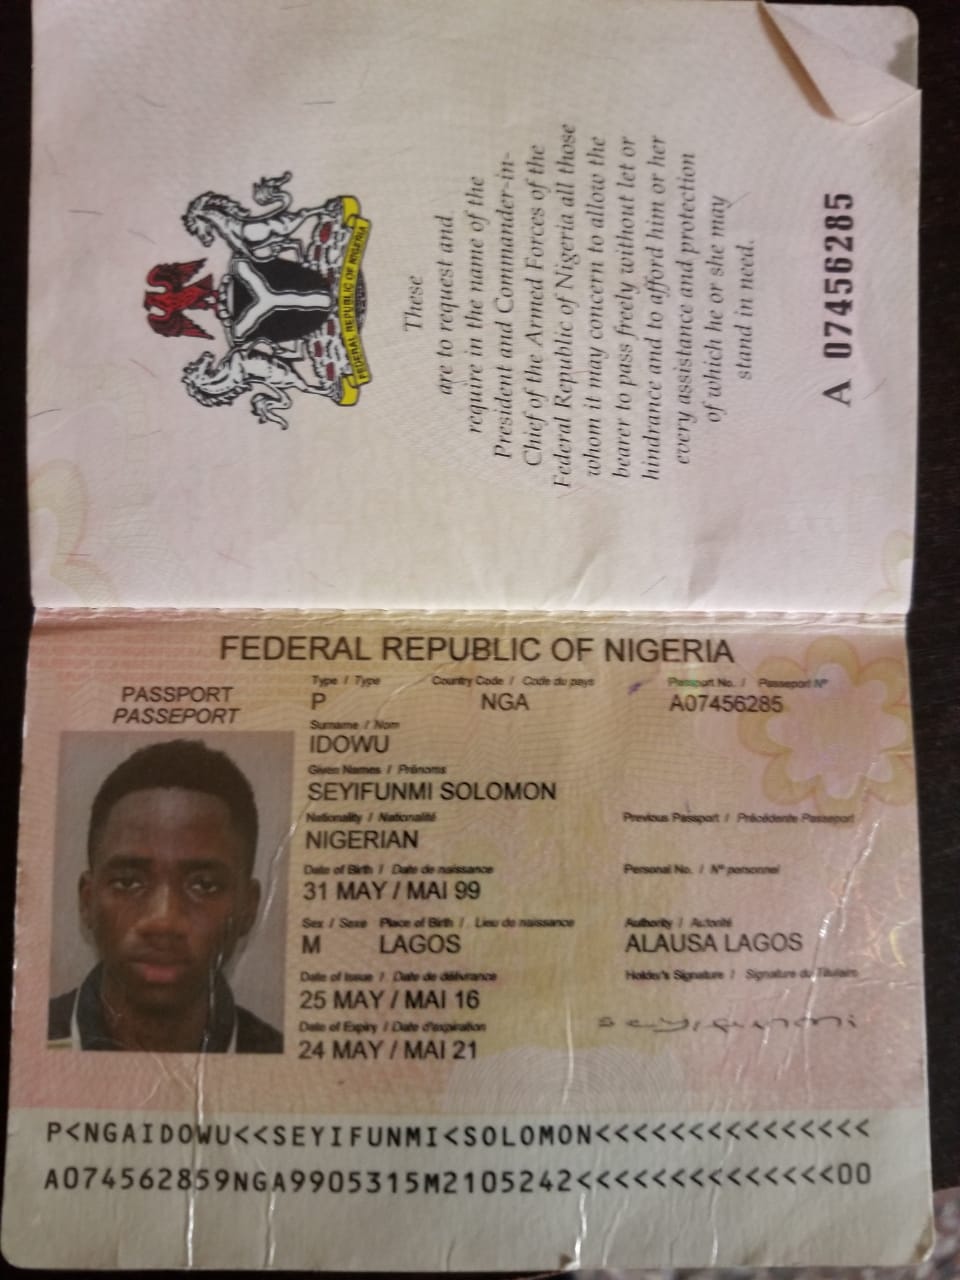 FEDERAL REPUBLIC OF NIGERIA
These
are to request and
require in the name of the
President and Commander-in-
Chief of the Armed Forces of the
Federal Republic of Nigeria all those
whom it may concern to allow the
bearer to pass freely without let or
hindrance and to afford him or her
every assistance and protection
of which he or she may
stand in need.
A 07456285
FEDERAL REPUBLIC OF NIGERIA
PASSPORT
PASSEPORT
Type / Type Country Code / Code du pays Passport No. / Passeport N°
P NGA A07456285
Surname / Nom
IDOWU
Given Names / Prénoms
SEYIFUNMI SOLOMON
Nationality / Nationalité Previous Passport / Précédente Passeport
NIGERIAN
Date of Birth / Date de naissance Personal No. / N° personnel
31 MAY / MAI 99
Sex / Sexe Place of Birth / Lieu de naissance Authority / Autorité
M LAGOS ALAUSA LAGOS
Date of Issue / Date de délivrance Holder's Signature / Signature du Titulaire
25 MAY / MAI 16
Seyifunmi
Date of Expiry / Date d'expiration
24 MAY / MAI 21
P<NGAIDOWU<<SEYIFUNMI<SOLOMON<<<<<<<<<<<<<<<
A074562859NGA9905315M2105242<<<<<<<<<<<<<<00